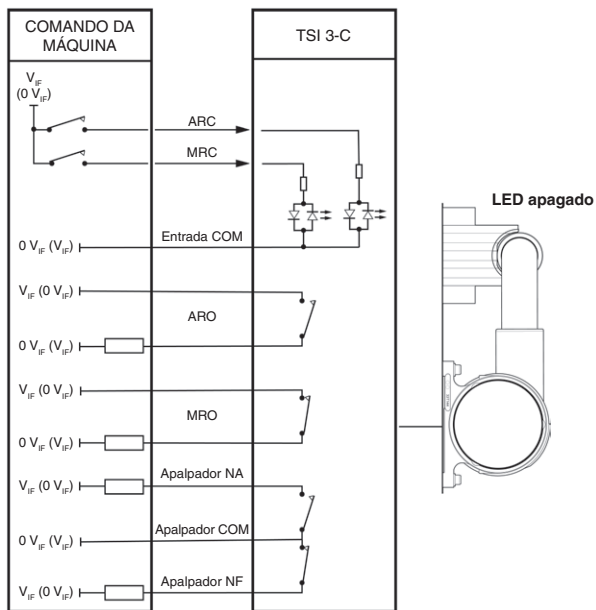 COMANDO DA
MÁQUINA
TSI 3-C
V_IF
(0 V_IF)
ARC
MRC
LED apagado
Entrada COM
0 V_IF (V_IF)
V_IF (0 V_IF)
ARO
0 V_IF (V_IF)
V_IF (0 V_IF)
MRO
0 V_IF (V_IF)
Apalpador NA
V_IF (0 V_IF)
Apalpador COM
0 V_IF (V_IF)
Apalpador NF
V_IF (0 V_IF)